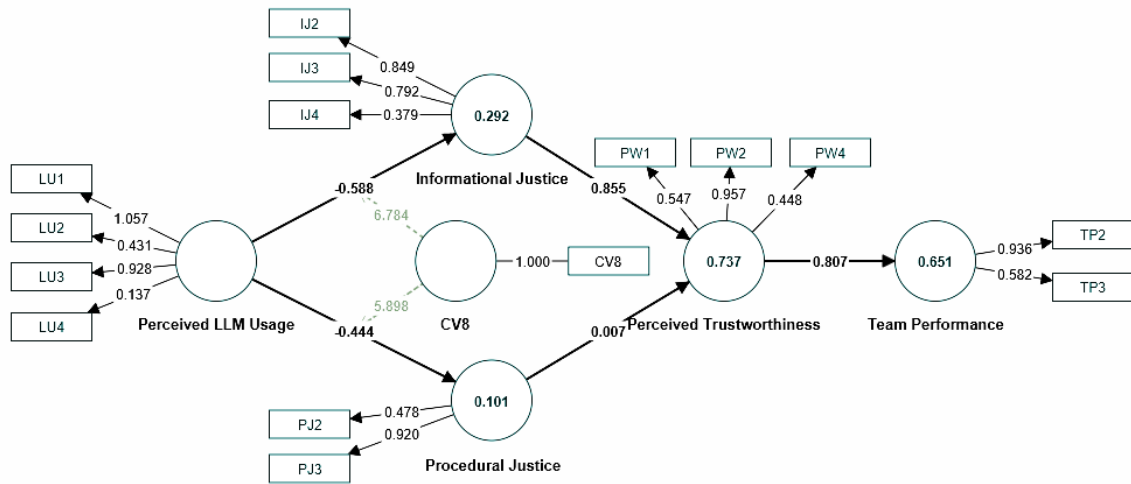 IJ2
0.849
IJ3
0.792
IJ4
0.379
0.292
Informational Justice
PW1
PW2
PW4
0.547
0.957
0.448
LU1
1.057
LU2
0.431
LU3
0.928
LU4
0.137
Perceived LLM Usage
-0.588
6.784
0.855
1.000
CV8
CV8
5.898
-0.444
0.737
Perceived Trustworthiness
0.007
0.807
0.651
Team Performance
0.936
TP2
0.582
TP3
0.101
Procedural Justice
PJ2
0.478
0.920
PJ3